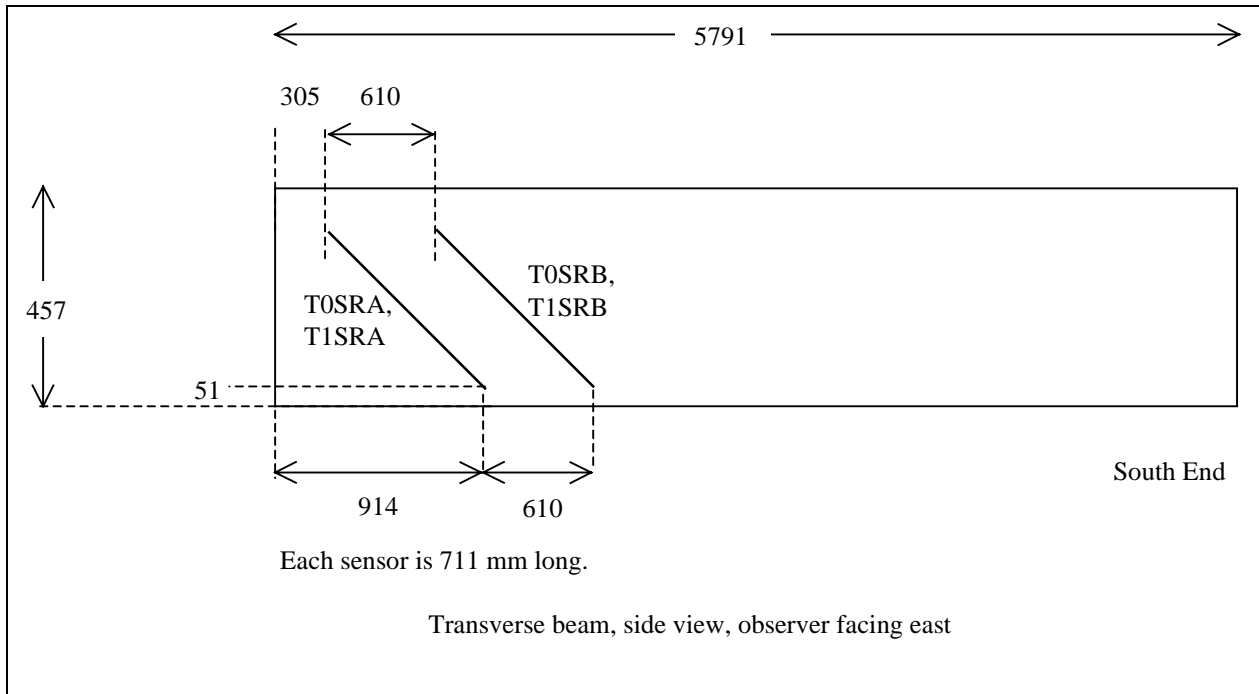 5791
305
610
T0SRB,
T1SRB
T0SRA,
T1SRA
457
51
914
610
South End
Each sensor is 711 mm long.
Transverse beam, side view, observer facing east